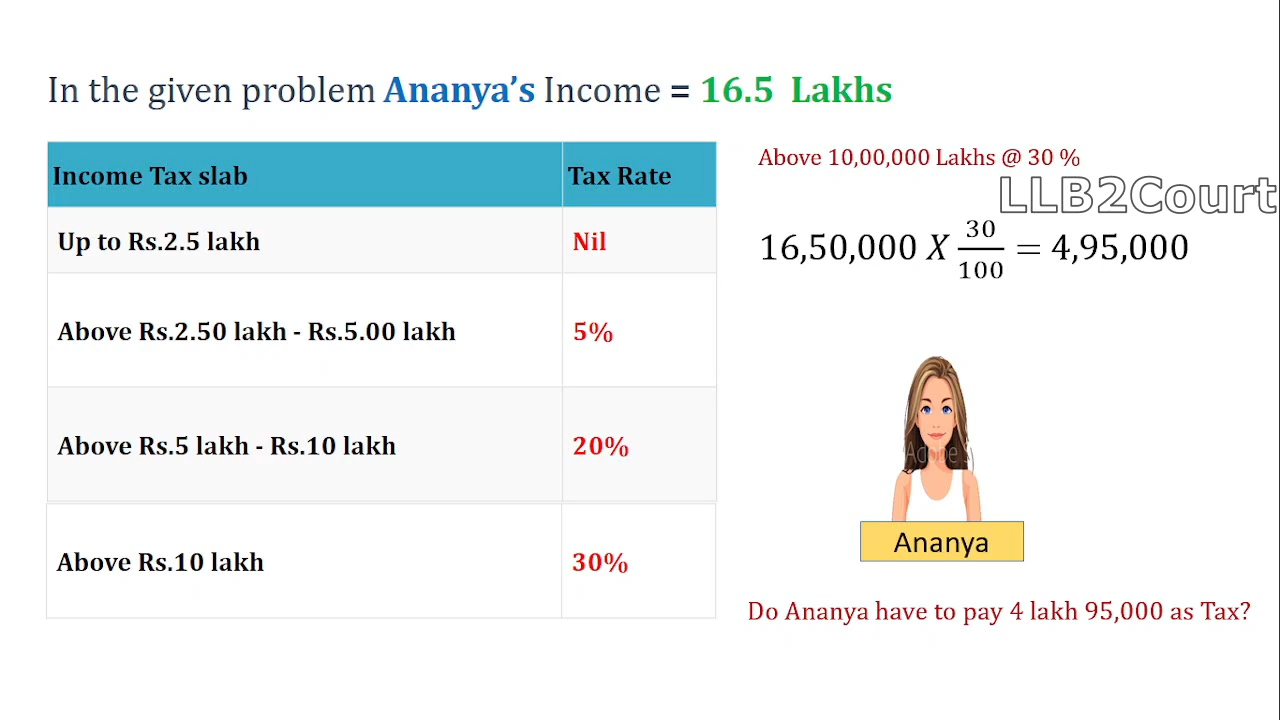 In the given problem Ananya's Income = 16.5 Lakhs
Income Tax slab Tax Rate
Up to Rs.2.5 lakh Nil
Above Rs.2.50 lakh - Rs.5.00 lakh 5%
Above Rs.5 lakh - Rs.10 lakh 20%
Above Rs.10 lakh 30%
Above 10,00,000 Lakhs @ 30 %
LLB2Court
16,50,000 X 30/100 = 4,95,000
Adobe S
Ananya
Do Ananya have to pay 4 lakh 95,000 as Tax?